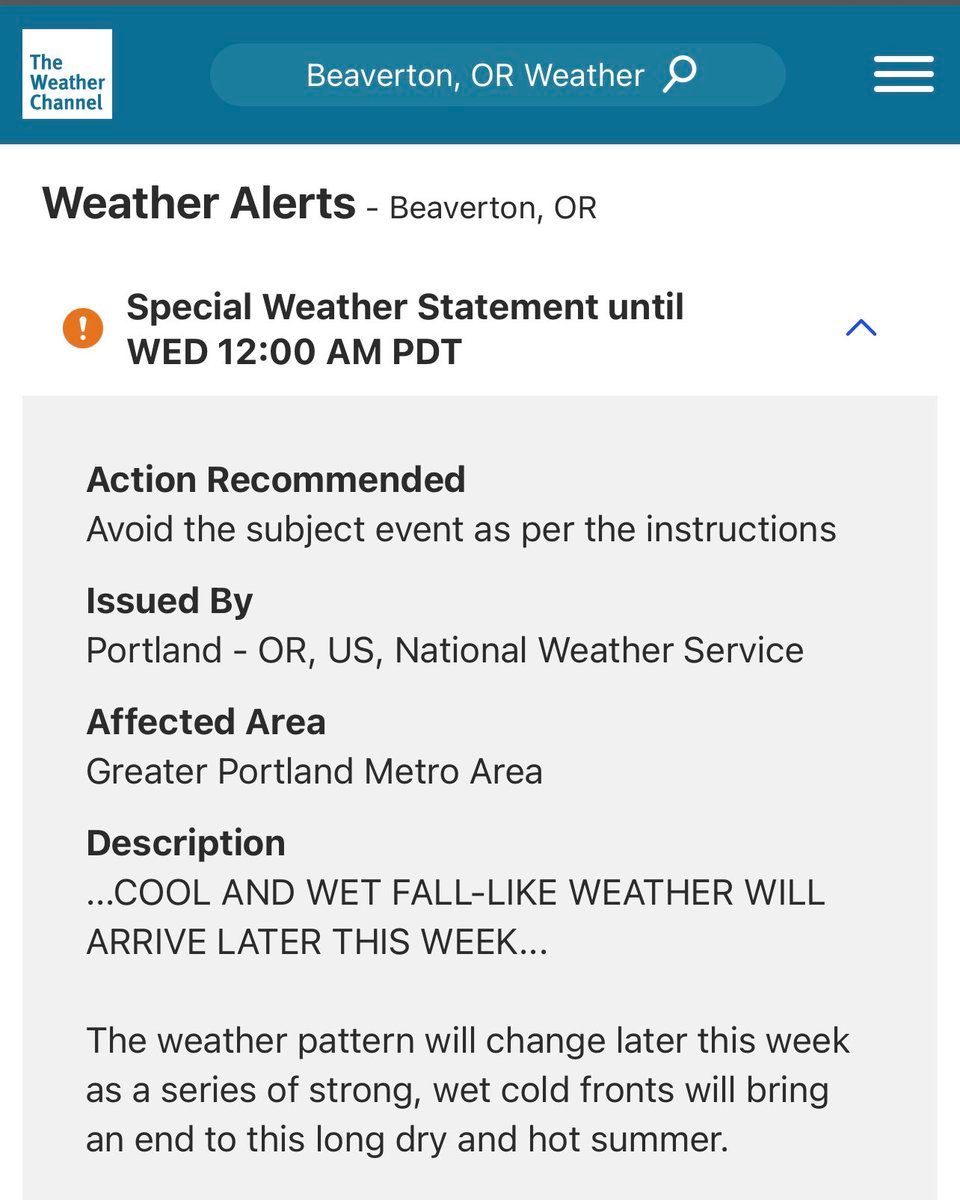 The
Weather
Channel
Beaverton, OR Weather
Weather Alerts - Beaverton, OR
Special Weather Statement until
WED 12:00 AM PDT
Action Recommended
Avoid the subject event as per the instructions
Issued By
Portland - OR, US, National Weather Service
Affected Area
Greater Portland Metro Area
Description
...COOL AND WET FALL-LIKE WEATHER WILL
ARRIVE LATER THIS WEEK...
The weather pattern will change later this week
as a series of strong, wet cold fronts will bring
an end to this long dry and hot summer.